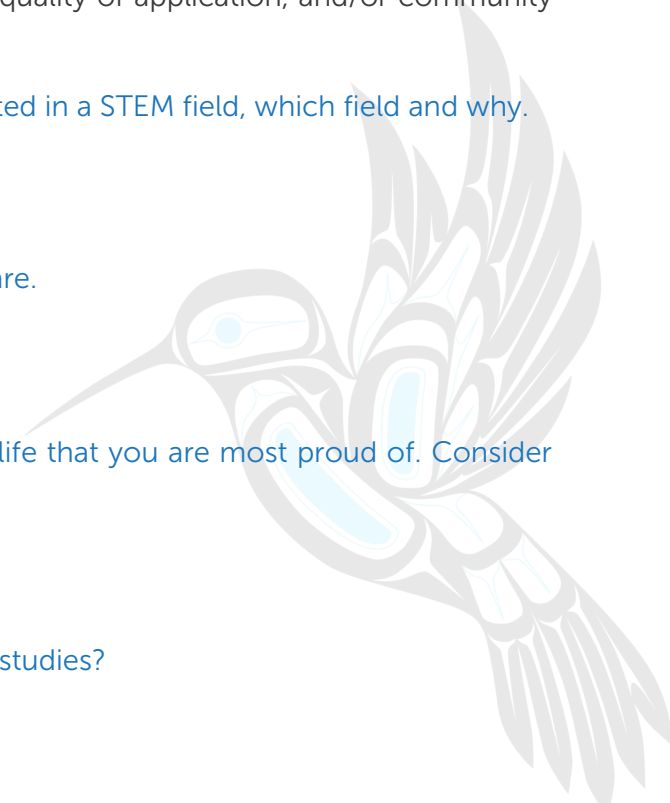 quality of application, and/or community
ted in a STEM field, which field and why.
are.
life that you are most proud of. Consider
studies?